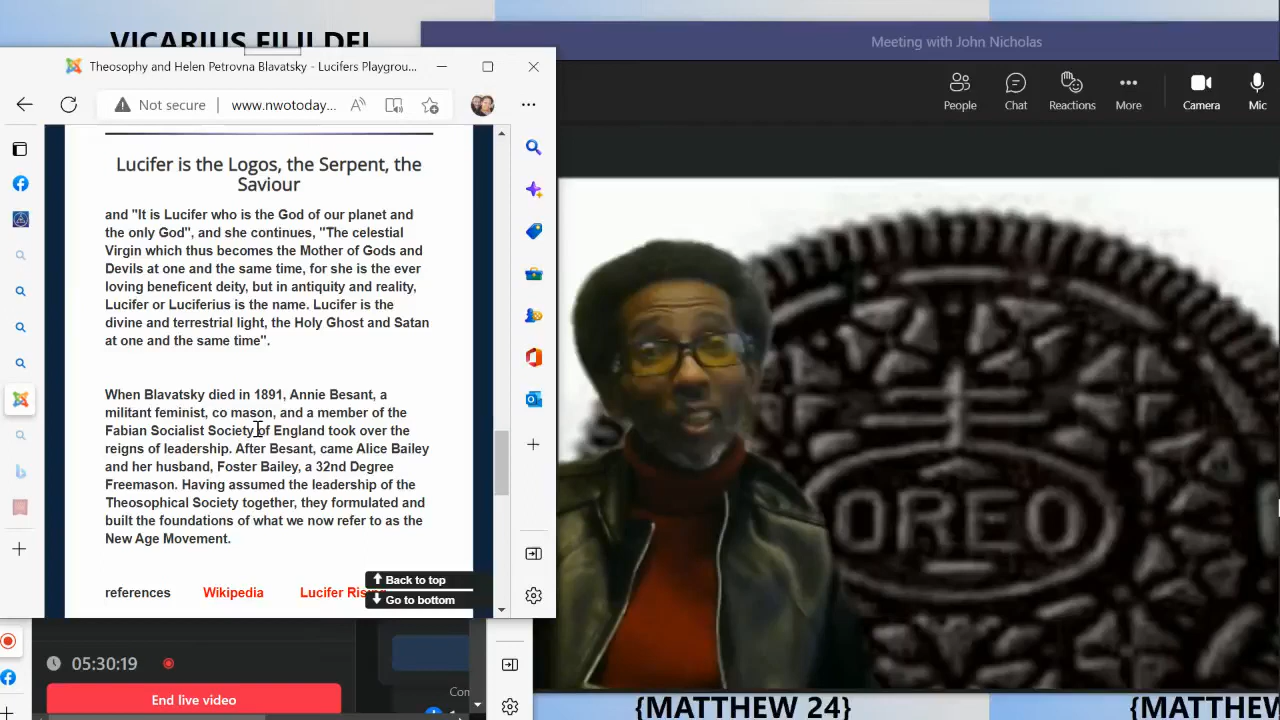 VICARIUS FILII DEI
Meeting with John Nicholas
Theosophy and Helen Petrovna Blavatsky - Lucifers Playgrou...
Not secure
www.nwotoday...
People
Chat
Reactions
More
Camera
Mic
Lucifer is the Logos, the Serpent, the
Saviour
and "It is Lucifer who is the God of our planet and
the only God", and she continues, "The celestial
Virgin which thus becomes the Mother of Gods and
Devils at one and the same time, for she is the ever
loving beneficent deity, but in antiquity and reality,
Lucifer or Luciferius is the name. Lucifer is the
divine and terrestrial light, the Holy Ghost and Satan
at one and the same time".
When Blavatsky died in 1891, Annie Besant, a
militant feminist, co mason, and a member of the
Fabian Socialist Society of England took over the
reigns of leadership. After Besant, came Alice Bailey
and her husband, Foster Bailey, a 32nd Degree
Freemason. Having assumed the leadership of the
Theosophical Society together, they formulated and
built the foundations of what we now refer to as the
New Age Movement.
Back to top
references Wikipedia Lucifer
Go to bottom
OREO
05:30:19
End live video
{MATTHEW 24}
{MATTHEW